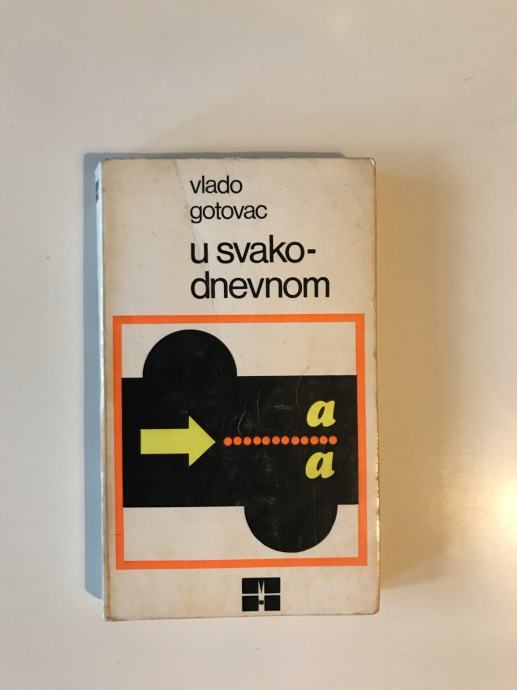 vlado
gotovac
u svako-
dnevnom
a
a